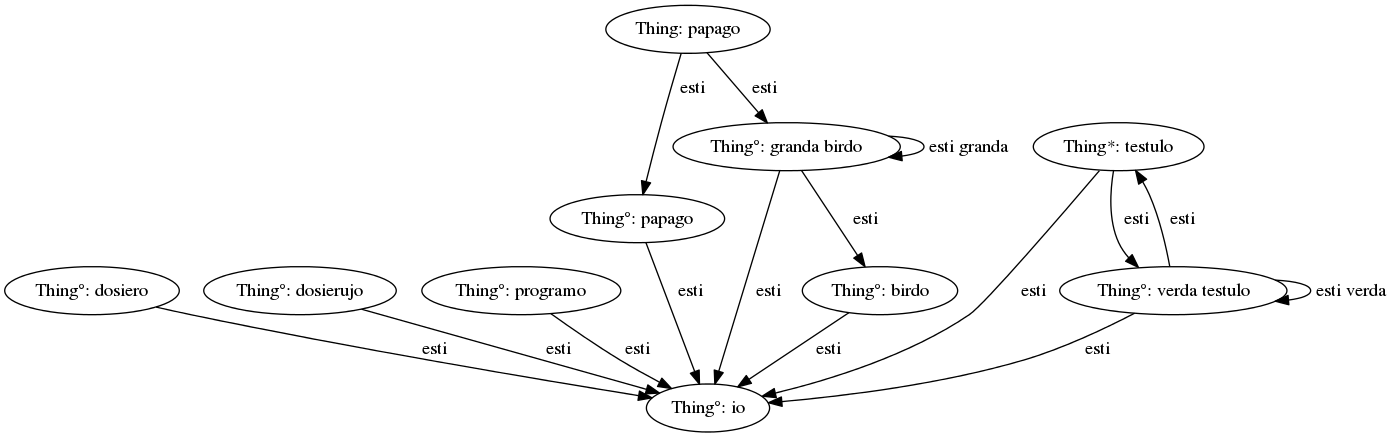 Thing: papago
esti
esti
Thing°: granda birdo
esti granda
Thing*: testulo
Thing°: papago
esti
esti
esti
Thing°: dosiero
Thing°: dosierujo
Thing°: programo
esti
esti
Thing°: birdo
esti
Thing°: verda testulo
esti verda
esti
esti
esti
esti
esti
Thing°: io